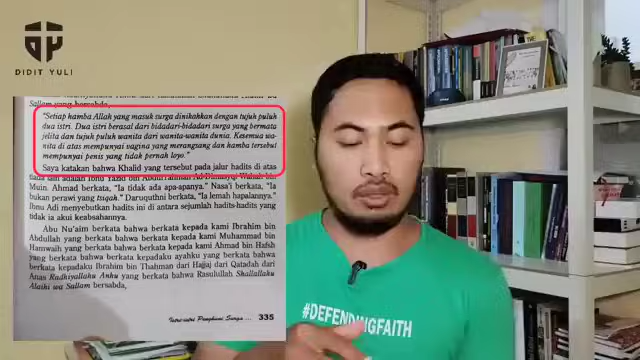 DIDIT YULI
Sallam yang bersabda,
"Setiap hamba Allah yang masuk surga dinikahkan dengan tujuh puluh
dua istri. Dua istri berasal dari bidadari-bidadari surga yang bermata
jelita dan tujuh puluh wanita dari wanita-wanita dunia. Kesemua wa-
nita di atas mempunyai vagina yang merangsang dan hamba tersebut
mempunyai penis yang tidak pernah layo."
Saya katakan bahwa Khalid yang tersebut pada jalur hadits di atas
Muin. Ahmad berkata, "Ia tidak ada apa-apanya." Nasa'i berkata, "Ia
bukan perawi yang tsiqah." Daruquthni berkata, "Ia lemah hapalannya."
Ibnu Adi menyebutkan hadits ini di antara sejumlah hadits-hadits yang
tidak ia akui keabsahannya.
Abu Nu'aim berkata bahwa berkata kepada kami Ibrahim bin
Abdullah yang berkata bahwa berkata kepada kami Muhammad bin
Hamwaih yang berkata bahwa berkata kepada kami Ahmad bin Hafsh
yang berkata bahwa berkata kepadaku ayahku yang berkata bahwa
berkata kepadaku Ibrahim bin Thahman dari Hajjaj dari Qatadah dari
Anas Radhiyallahu Anhu yang berkata bahwa Rasulullah Shallallahu
Alaihi wa Sallam bersabda,
Istri-istri Penghuni Surga ... 335
#DEFENDINGFAITH